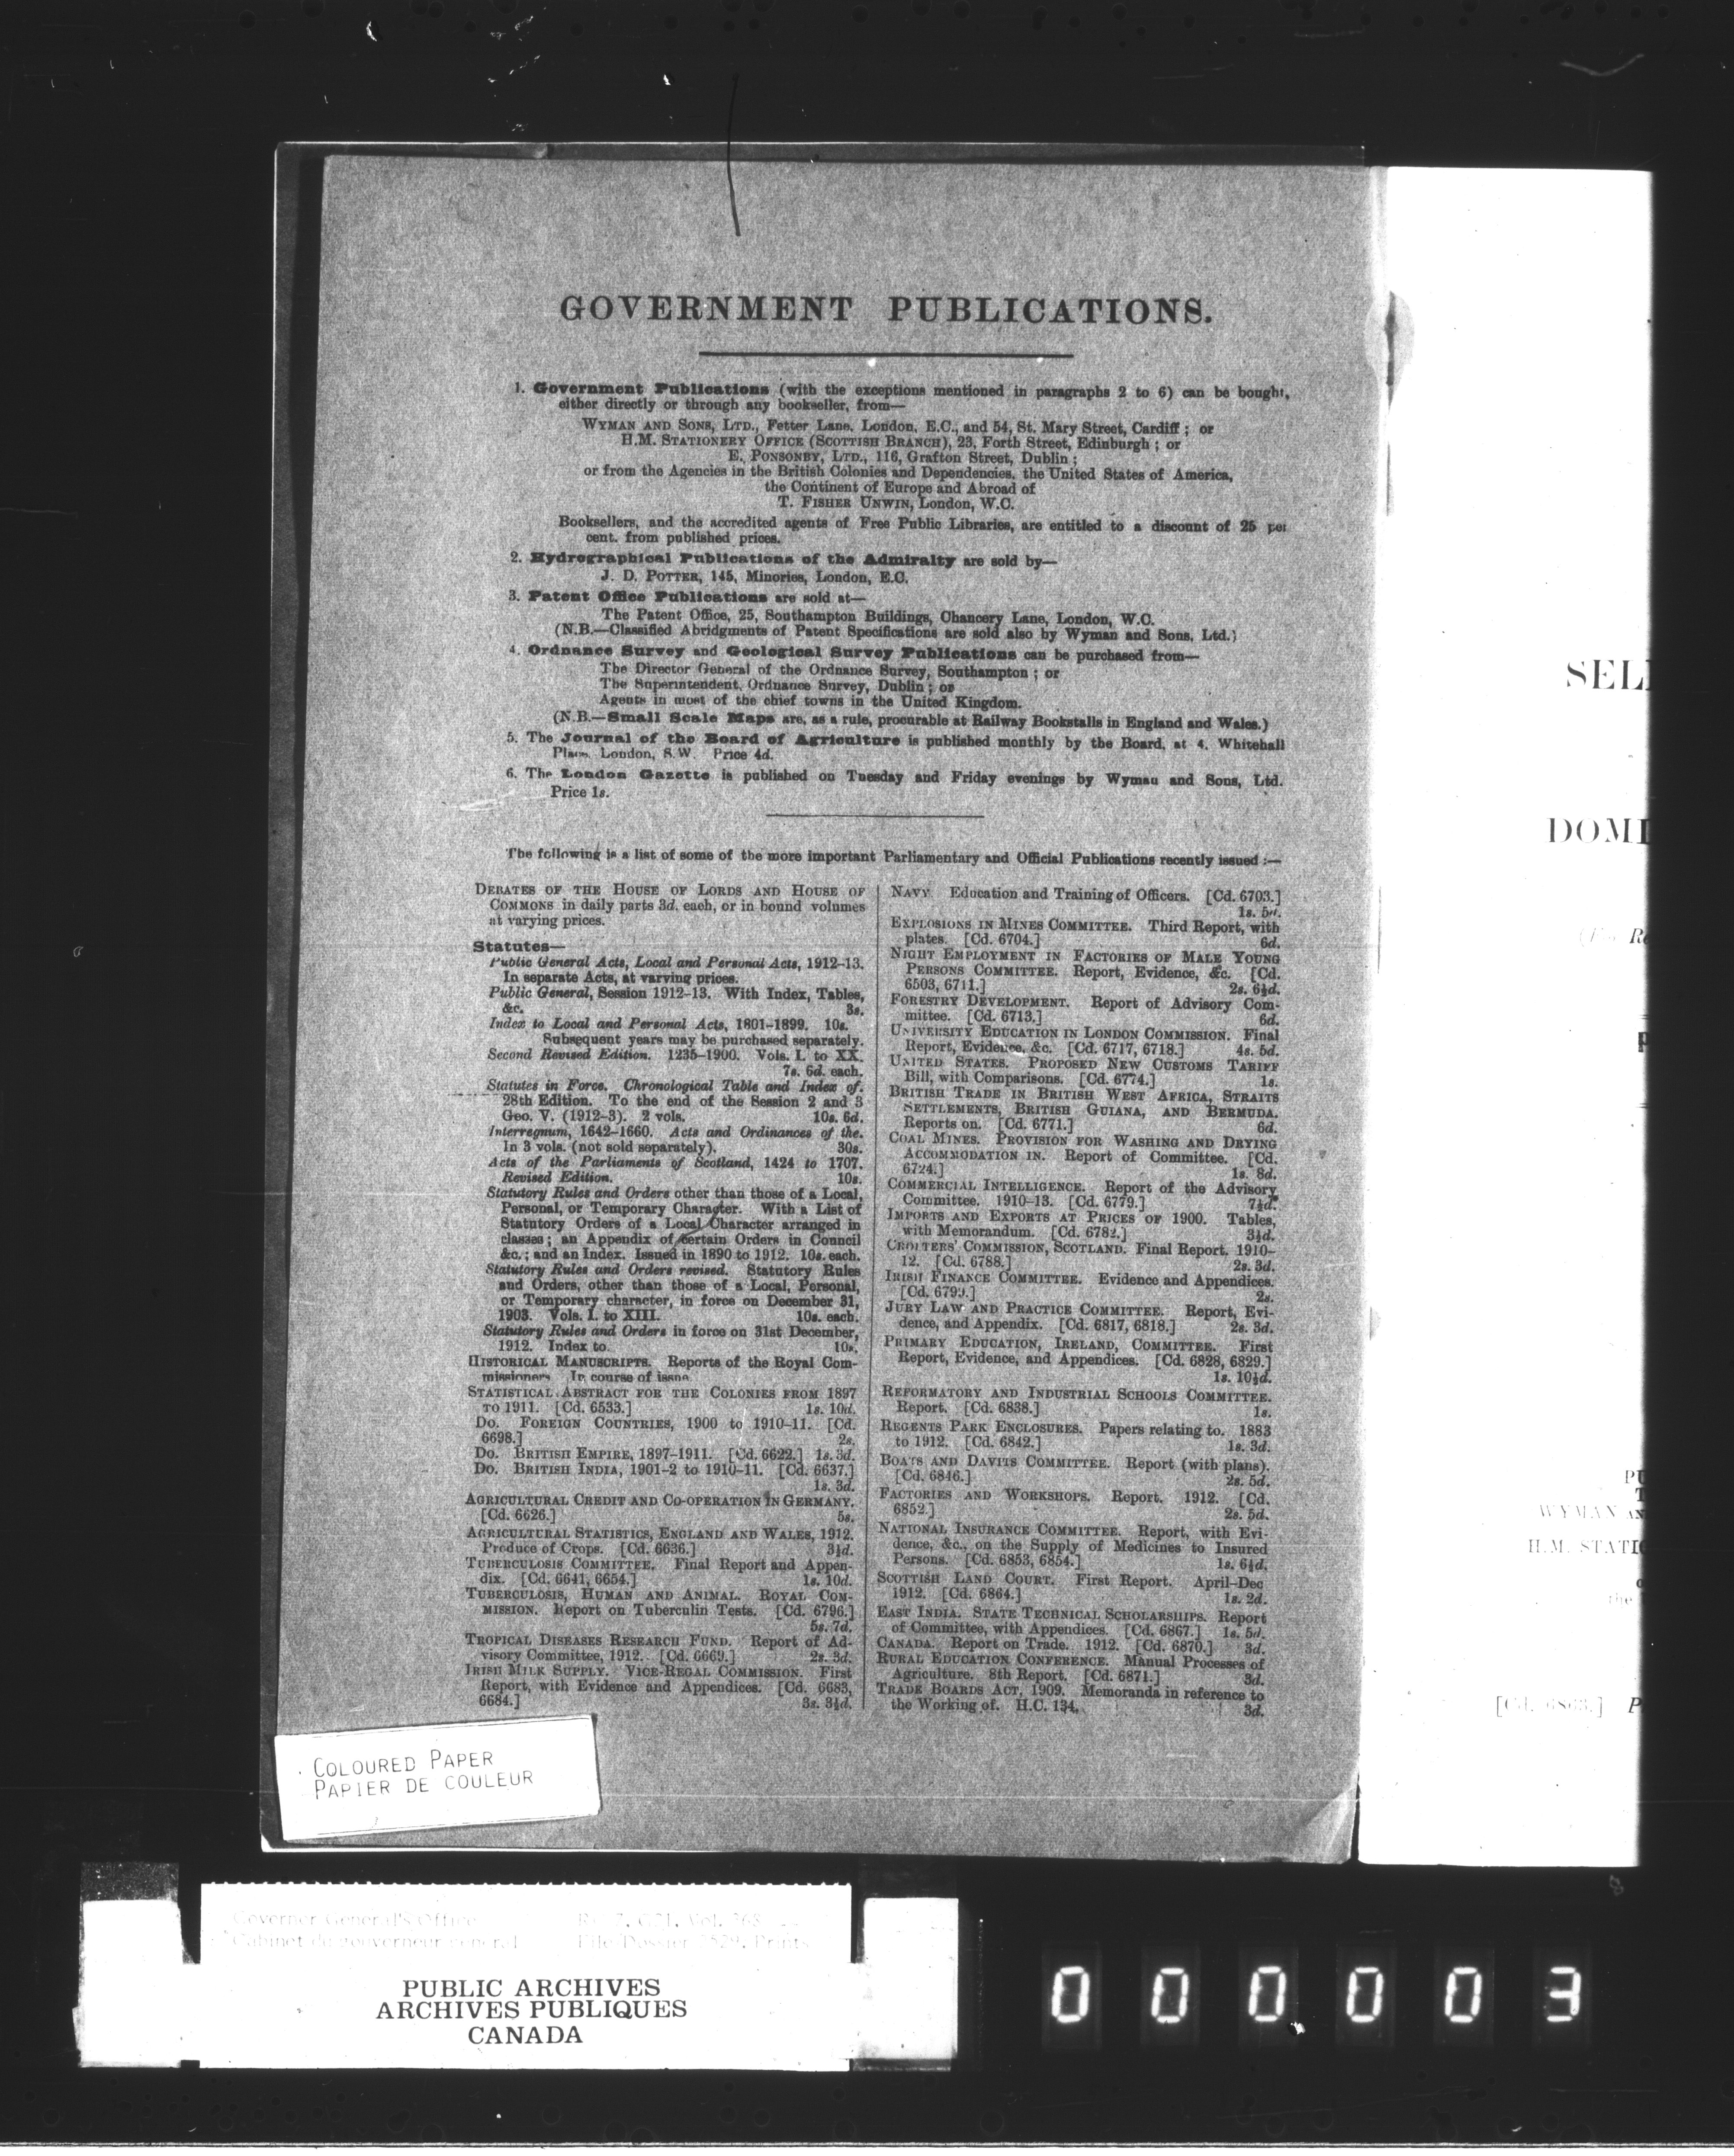 GOVERNMENT PUBLICATIONS.
1. Government Publications (with the exceptions mentioned in paragraphs 2 to 6) can be bought,
either directly or through any bookseller, from—
WYMAN AND SONS, LTD., Fetter Lane, London, E.C., and 54, St. Mary Street, Cardiff; or
H.M. STATIONERY OFFICE (SCOTTISH BRANCH), 23, Forth Street, Edinburgh; or
E. PONSONBY, LTD., 116, Grafton Street, Dublin;
or from the Agencies in the British Colonies and Dependencies, the United States of America,
the Continent of Europe and Abroad of
T. FISHER UNWIN, London, W.C.
Booksellers, and the accredited agents of Free Public Libraries, are entitled to a discount of 25 per
cent. from published prices.
2. Hydrographical Publications of the Admiralty are sold by—
J. D. POTTER, 145, Minories, London, E.C.
3. Patent Office Publications are sold at—
The Patent Office, 25, Southampton Buildings, Chancery Lane, London, W.C.
(N.B.—Classified Abridgments of Patent Specifications are sold also by Wyman and Sons, Ltd.)
4. Ordnance Survey and Geological Survey Publications can be purchased from—
The Director General of the Ordnance Survey, Southampton; or
The Superintendent, Ordnance Survey, Dublin; or
Agents in most of the chief towns in the United Kingdom.
(N.B.—Small Scale Maps are, as a rule, procurable at Railway Bookstalls in England and Wales.)
5. The Journal of the Board of Agriculture is published monthly by the Board, at 4, Whitehall
Place, London, S.W. Price 4d.
6. The London Gazette is published on Tuesday and Friday evenings by Wyman and Sons, Ltd.
Price 1s.
The following is a list of some of the more important Parliamentary and Official Publications recently issued:—
DEBATES OF THE HOUSE OF LORDS AND HOUSE OF
COMMONS in daily parts 3d. each, or in bound volumes
at varying prices.
Statutes—
Public General Acts, Local and Personal Acts, 1912-13.
In separate Acts, at varying prices.
Public General, Session 1912-13. With Index, Tables,
&c. 3s.
Index to Local and Personal Acts, 1801-1899. 10s.
Subsequent years may be purchased separately.
Second Revised Edition. 1235-1900. Vols. I. to XX.
7s. 6d. each.
Statutes in Force. Chronological Table and Index of.
28th Edition. To the end of the Session 2 and 3
Geo. V. (1912-3). 2 vols. 10s. 6d.
Interregnum, 1642-1660. Acts and Ordinances of the.
In 3 vols. (not sold separately). 30s.
Acts of the Parliaments of Scotland, 1424 to 1707.
Revised Edition. 10s.
Statutory Rules and Orders other than those of a Local,
Personal, or Temporary Character. With a List of
Statutory Orders of a Local Character arranged in
classes; an Appendix of certain Orders in Council
&c.; and an Index. Issued in 1890 to 1912. 10s. each.
Statutory Rules and Orders revised. Statutory Rules
and Orders, other than those of a Local, Personal,
or Temporary character, in force on December 31,
1903. Vols. I. to XIII. 10s. each.
Statutory Rules and Orders in force on 31st December,
1912. Index to. 10s.
HISTORICAL MANUSCRIPTS. Reports of the Royal Com-
missioners In course of issue
STATISTICAL ABSTRACT FOR THE COLONIES FROM 1897
TO 1911. [Cd. 6533.] 1s. 10d.
Do. FOREIGN COUNTRIES, 1900 to 1910-11. [Cd.
6698.] 2s.
Do. BRITISH EMPIRE, 1897-1911. [Cd. 6622.] 1s. 3d.
Do. BRITISH INDIA, 1901-2 to 1910-11. [Cd. 6637.]
1s. 3d.
AGRICULTURAL CREDIT AND CO-OPERATION IN GERMANY.
[Cd. 6626.] 5s.
AGRICULTURAL STATISTICS, ENGLAND AND WALES, 1912.
Produce of Crops. [Cd. 6636.] 3½d.
TUBERCULOSIS COMMITTEE. Final Report and Appen-
dix. [Cd. 6641, 6654.] 1s. 10d.
TUBERCULOSIS, HUMAN AND ANIMAL. ROYAL COM-
MISSION. Report on Tuberculin Tests. [Cd. 6796.]
5s. 7d.
TROPICAL DISEASES RESEARCH FUND. Report of Ad-
visory Committee, 1912. [Cd. 6669.] 2s. 3d.
IRISH MILK SUPPLY. VICE-REGAL COMMISSION. First
Report, with Evidence and Appendices. [Cd. 6683,
6684.] 3s. 3½d.
NAVY Education and Training of Officers. [Cd. 6703.]
1s. 5d.
EXPLOSIONS IN MINES COMMITTEE. Third Report, with
plates. [Cd. 6704.] 6d.
NIGHT EMPLOYMENT IN FACTORIES OF MALE YOUNG
PERSONS COMMITTEE. Report, Evidence, &c. [Cd.
6503, 6711.] 2s. 6½d.
FORESTRY DEVELOPMENT. Report of Advisory Com-
mittee. [Cd. 6713.] 6d.
UNIVERSITY EDUCATION IN LONDON COMMISSION. Final
Report, Evidence, &c. [Cd. 6717, 6718.] 4s. 5d.
UNITED STATES. PROPOSED NEW CUSTOMS TARIFF
Bill, with Comparisons. [Cd. 6774.] 1s.
BRITISH TRADE IN BRITISH WEST AFRICA, STRAITS
SETTLEMENTS, BRITISH GUIANA, AND BERMUDA.
Reports on. [Cd. 6771.] 6d.
COAL MINES. PROVISION FOR WASHING AND DRYING
ACCOMMODATION IN. Report of Committee. [Cd.
6724.] 1s. 8d.
COMMERCIAL INTELLIGENCE. Report of the Advisory
Committee. 1910-13. [Cd. 6779.] 7½d.
IMPORTS AND EXPORTS AT PRICES OF 1900. Tables,
with Memorandum. [Cd. 6782.] 3½d.
CROFTERS' COMMISSION, SCOTLAND. Final Report. 1910-
12. [Cd. 6788.] 2s. 3d.
IRISH FINANCE COMMITTEE. Evidence and Appendices.
[Cd. 6799.] 2s.
JURY LAW AND PRACTICE COMMITTEE. Report, Evi-
dence, and Appendix. [Cd. 6817, 6818.] 2s. 3d.
PRIMARY EDUCATION, IRELAND, COMMITTEE. First
Report, Evidence, and Appendices. [Cd. 6828, 6829.]
1s. 10½d.
REFORMATORY AND INDUSTRIAL SCHOOLS COMMITTEE.
Report. [Cd. 6838.] 1s.
REGENTS PARK ENCLOSURES. Papers relating to. 1883
to 1912. [Cd. 6842.] 1s. 3d.
BOATS AND DAVITS COMMITTEE. Report (with plans).
[Cd. 6846.] 2s. 5d.
FACTORIES AND WORKSHOPS. Report. 1912. [Cd.
6852.] 2s. 5d.
NATIONAL INSURANCE COMMITTEE. Report, with Evi-
dence, &c., on the Supply of Medicines to Insured
Persons. [Cd. 6853, 6854.] 1s. 6½d.
SCOTTISH LAND COURT. First Report. April-Dec
1912. [Cd. 6864.] 1s. 2d.
EAST INDIA. STATE TECHNICAL SCHOLARSHIPS. Report
of Committee, with Appendices. [Cd. 6867.] 1s. 5d.
CANADA. Report on Trade. 1912. [Cd. 6870.] 3d.
RURAL EDUCATION CONFERENCE. Manual Processes of
Agriculture. 8th Report. [Cd. 6871.] 3d.
TRADE BOARDS ACT, 1909. Memoranda in reference to
the Working of. H.C. 134. 3d.
SEL
DOMI
Re
PU
T
WYMAN AN
H.M. STATIO
the
[Cd. 6863.] P
COLOURED PAPER
PAPIER DE COULEUR
Governor General's Office
Cabinet du gouverneur général
PUBLIC ARCHIVES
ARCHIVES PUBLIQUES
CANADA
000003